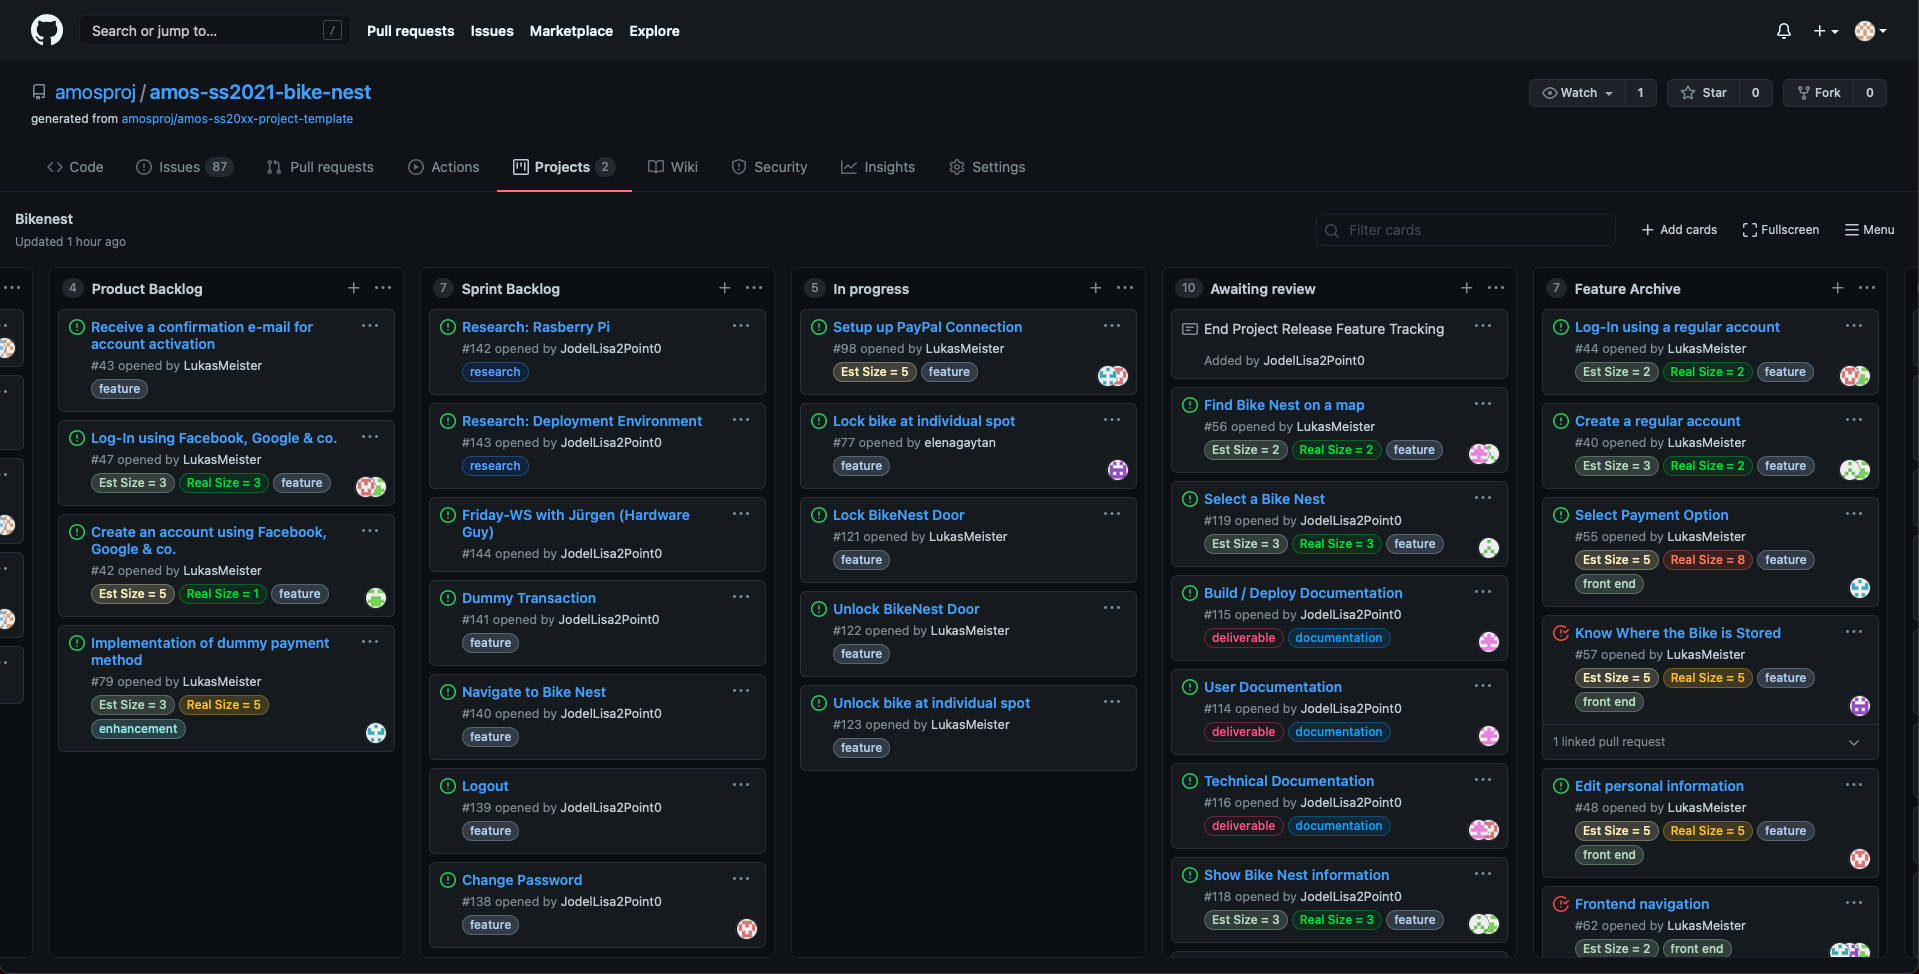 Search or jump to... /
Pull requests Issues Marketplace Explore
amosproj / amos-ss2021-bike-nest
generated from amosproj/amos-ss20xx-project-template
Watch 1 Star 0 Fork 0
Code Issues 87 Pull requests Actions Projects 2 Wiki Security Insights Settings
Bikenest
Updated 1 hour ago
Filter cards
Add cards Fullscreen Menu
4 Product Backlog
Receive a confirmation e-mail for
account activation
#43 opened by LukasMeister
feature
Log-In using Facebook, Google & co.
#47 opened by LukasMeister
Est Size = 3 Real Size = 3 feature
Create an account using Facebook,
Google & co.
#42 opened by LukasMeister
Est Size = 5 Real Size = 1 feature
Implementation of dummy payment
method
#79 opened by LukasMeister
Est Size = 3 Real Size = 5
enhancement
7 Sprint Backlog
Research: Rasberry Pi
#142 opened by JodelLisa2Point0
research
Research: Deployment Environment
#143 opened by JodelLisa2Point0
research
Friday-WS with Jürgen (Hardware
Guy)
#144 opened by JodelLisa2Point0
Dummy Transaction
#141 opened by JodelLisa2Point0
feature
Navigate to Bike Nest
#140 opened by JodelLisa2Point0
feature
Logout
#139 opened by JodelLisa2Point0
feature
Change Password
#138 opened by JodelLisa2Point0
feature
5 In progress
Setup up PayPal Connection
#98 opened by LukasMeister
Est Size = 5 feature
Lock bike at individual spot
#77 opened by elenagaytan
feature
Lock BikeNest Door
#121 opened by LukasMeister
feature
Unlock BikeNest Door
#122 opened by LukasMeister
feature
Unlock bike at individual spot
#123 opened by LukasMeister
feature
10 Awaiting review
End Project Release Feature Tracking
Added by JodelLisa2Point0
Find Bike Nest on a map
#56 opened by LukasMeister
Est Size = 2 Real Size = 2 feature
Select a Bike Nest
#119 opened by JodelLisa2Point0
Est Size = 3 Real Size = 3 feature
Build / Deploy Documentation
#115 opened by JodelLisa2Point0
deliverable documentation
User Documentation
#114 opened by JodelLisa2Point0
deliverable documentation
Technical Documentation
#116 opened by JodelLisa2Point0
deliverable documentation
Show Bike Nest information
#118 opened by JodelLisa2Point0
Est Size = 3 Real Size = 3 feature
7 Feature Archive
Log-In using a regular account
#44 opened by LukasMeister
Est Size = 2 Real Size = 2 feature
Create a regular account
#40 opened by LukasMeister
Est Size = 3 Real Size = 2 feature
Select Payment Option
#55 opened by LukasMeister
Est Size = 5 Real Size = 8 feature
front end
Know Where the Bike is Stored
#57 opened by LukasMeister
Est Size = 5 Real Size = 5 feature
front end
1 linked pull request
Edit personal information
#48 opened by LukasMeister
Est Size = 5 Real Size = 5 feature
front end
Frontend navigation
#62 opened by LukasMeister
Est Size = 2 front end